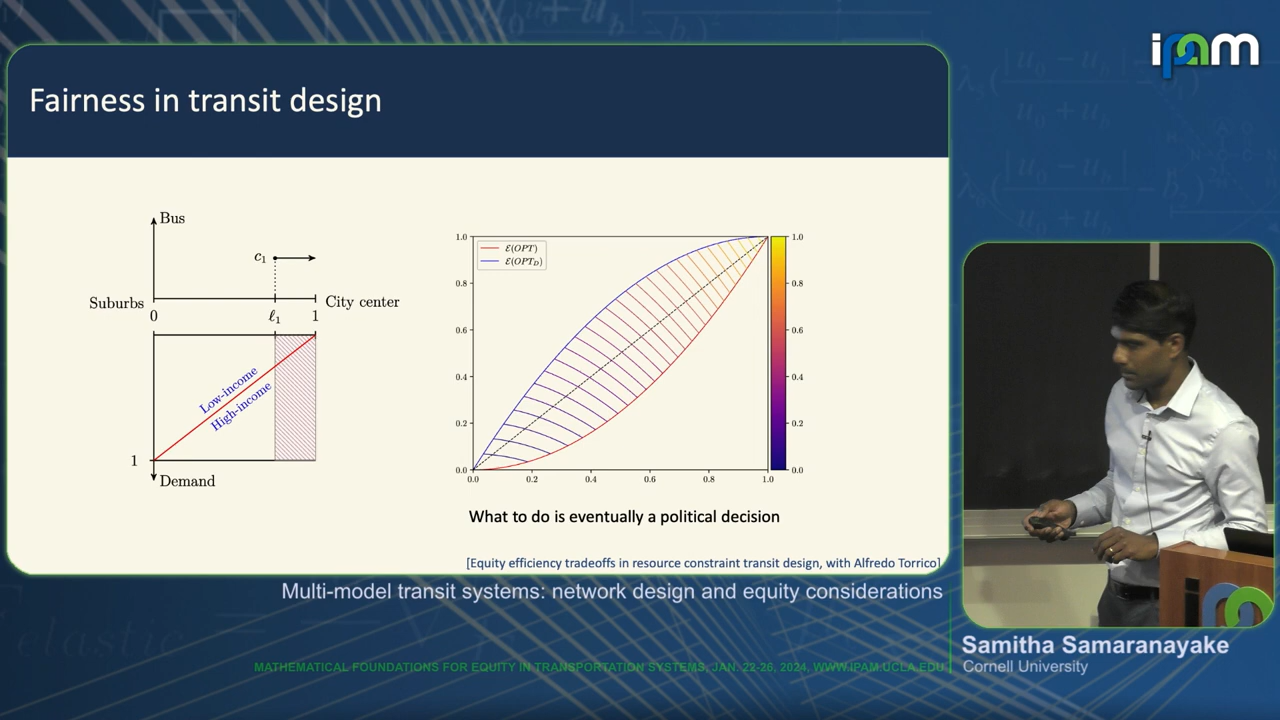 ipam
Fairness in transit design
Bus
c₁
Suburbs
City center
0
ℓ₁
1
Low-income
High-income
1
Demand
1.0
0.8
0.6
0.4
0.2
0.0
ℰ(OPT)
ℰ(OPT_D)
0.0 0.2 0.4 0.6 0.8 1.0
1.0
0.8
0.6
0.4
0.2
0.0
What to do is eventually a political decision
[Equity efficiency tradeoffs in resource constraint transit design, with Alfredo Torrico]
Multi-model transit systems: network design and equity considerations
Samitha Samaranayake
Cornell University
MATHEMATICAL FOUNDATIONS FOR EQUITY IN TRANSPORTATION SYSTEMS, JAN. 22-26, 2024, WWW.IPAM.UCLA.EDU
elastic